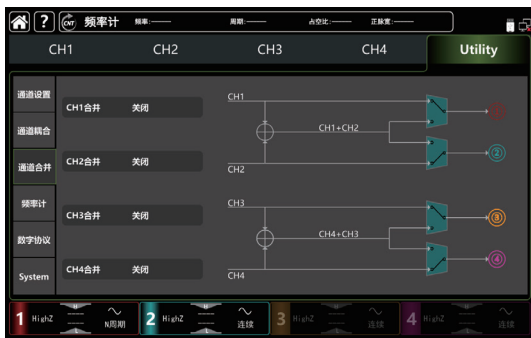 ? CNT 频率计 频率:—— 周期:—— 占空比:—— 正脉宽:——
CH1 CH2 CH3 CH4 Utility
通道设置
通道耦合
通道合并
频率计
数字协议
System
CH1合并 关闭
CH2合并 关闭
CH3合并 关闭
CH4合并 关闭
CH1
CH1+CH2
CH2
②
CH3
CH4+CH3
CH4
③
④
1 HighZ N周期
2 HighZ 连续
3 HighZ 连续
4 HighZ 连续